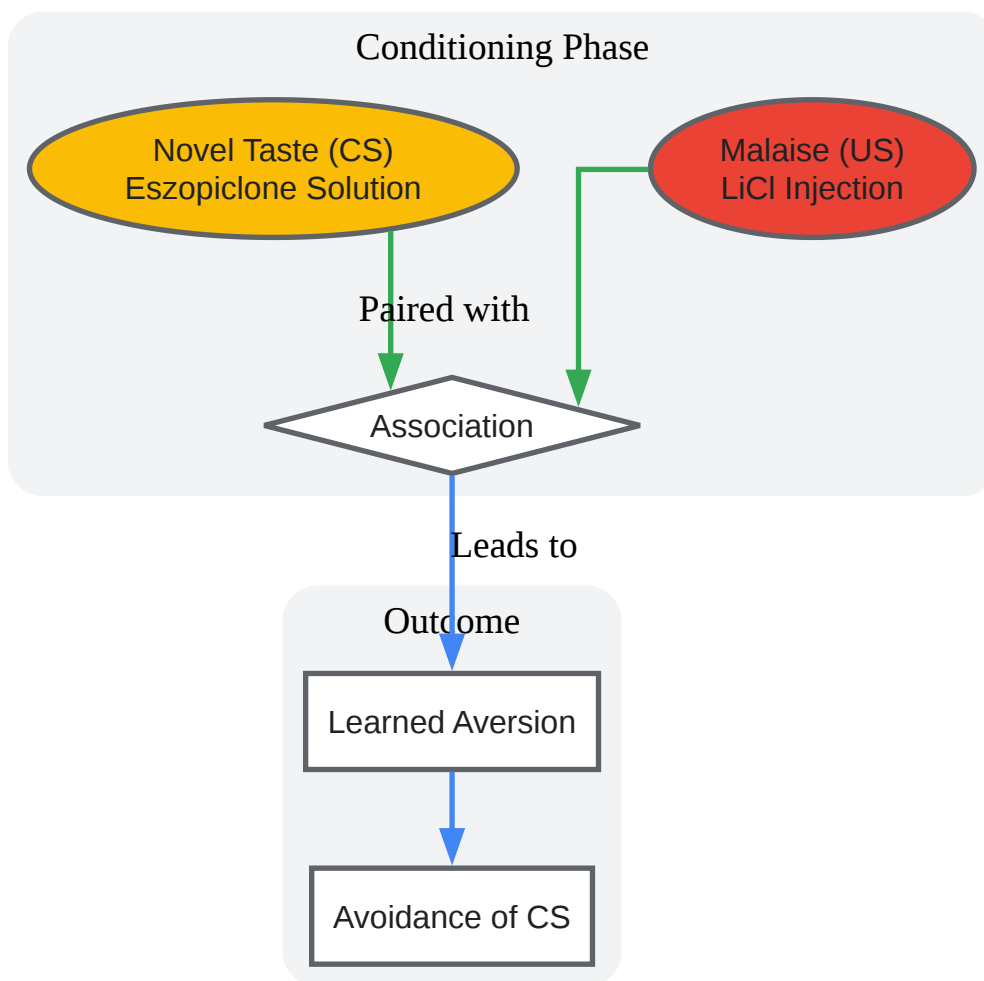 Conditioning Phase
Novel Taste (CS)
Eszopiclone Solution
Malaise (US)
LiCl Injection
Paired with
Association
Leads to
Outcome
Learned Aversion
Avoidance of CS